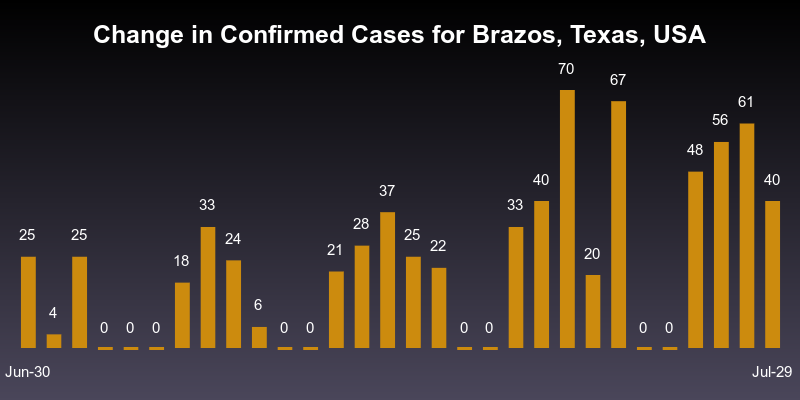 Change in Confirmed Cases for Brazos, Texas, USA
25 4 25 0 0 0 18 33 24 6 0 0 21 28 37 25 22 0 0 33 40 70 20 67 0 0 48 56 61 40
Jun-30 Jul-29